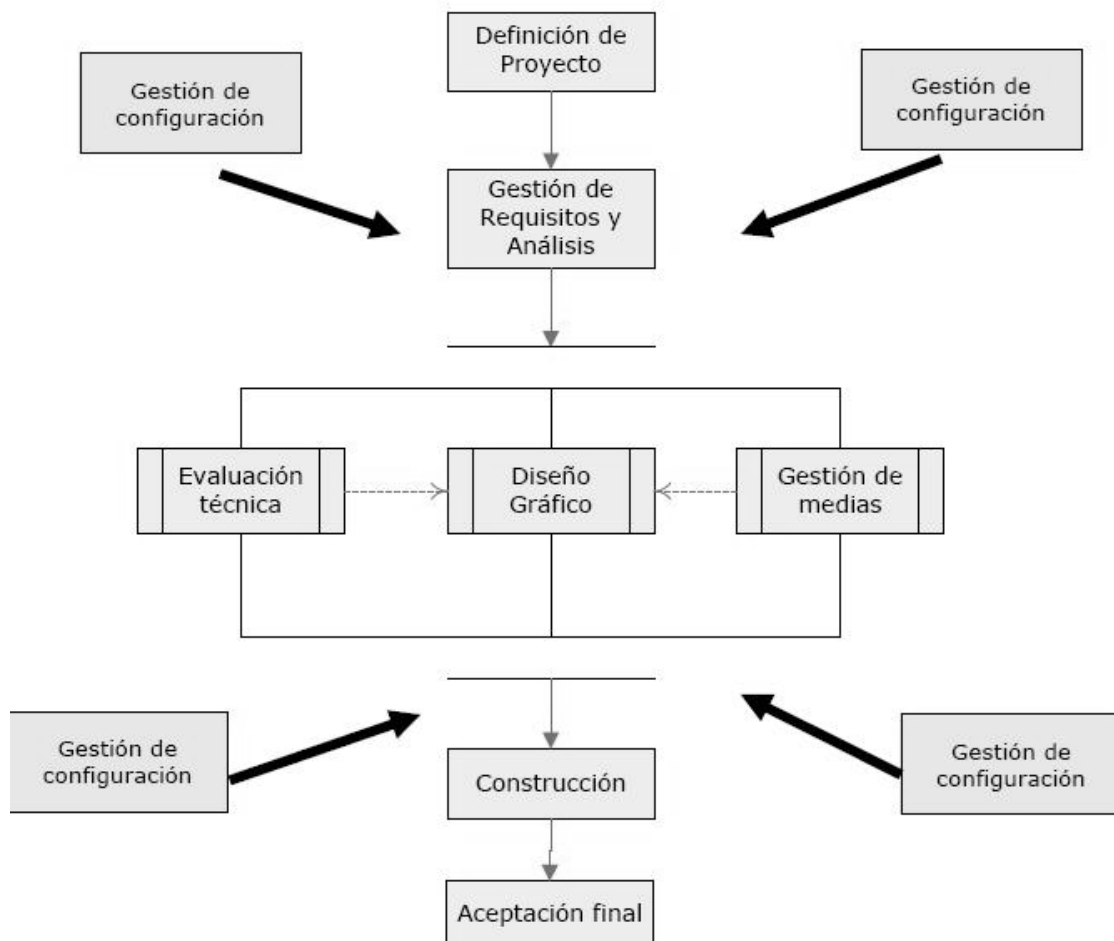 Definición de
Proyecto
Gestión de
configuración
Gestión de
configuración
Gestión de
Requisitos y
Análisis
Evaluación
técnica
Diseño
Gráfico
Gestión de
medias
Gestión de
configuración
Gestión de
configuración
Construcción
Aceptación final